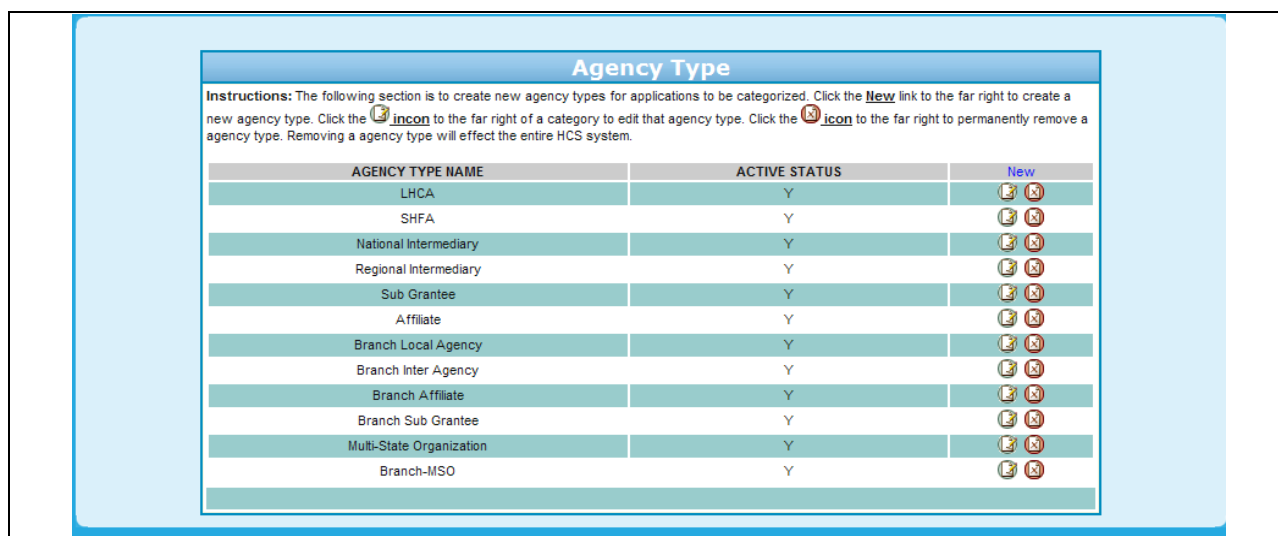 Agency Type
Instructions: The following section is to create new agency types for applications to be categorized. Click the New link to the far right to create a
new agency type. Click the incon to the far right of a category to edit that agency type. Click the icon to the far right to permanently remove a
agency type. Removing a agency type will effect the entire HCS system.
AGENCY TYPE NAME ACTIVE STATUS New
LHCA Y
SHFA Y
National Intermediary Y
Regional Intermediary Y
Sub Grantee Y
Affiliate Y
Branch Local Agency Y
Branch Inter Agency Y
Branch Affiliate Y
Branch Sub Grantee Y
Multi-State Organization Y
Branch-MSO Y